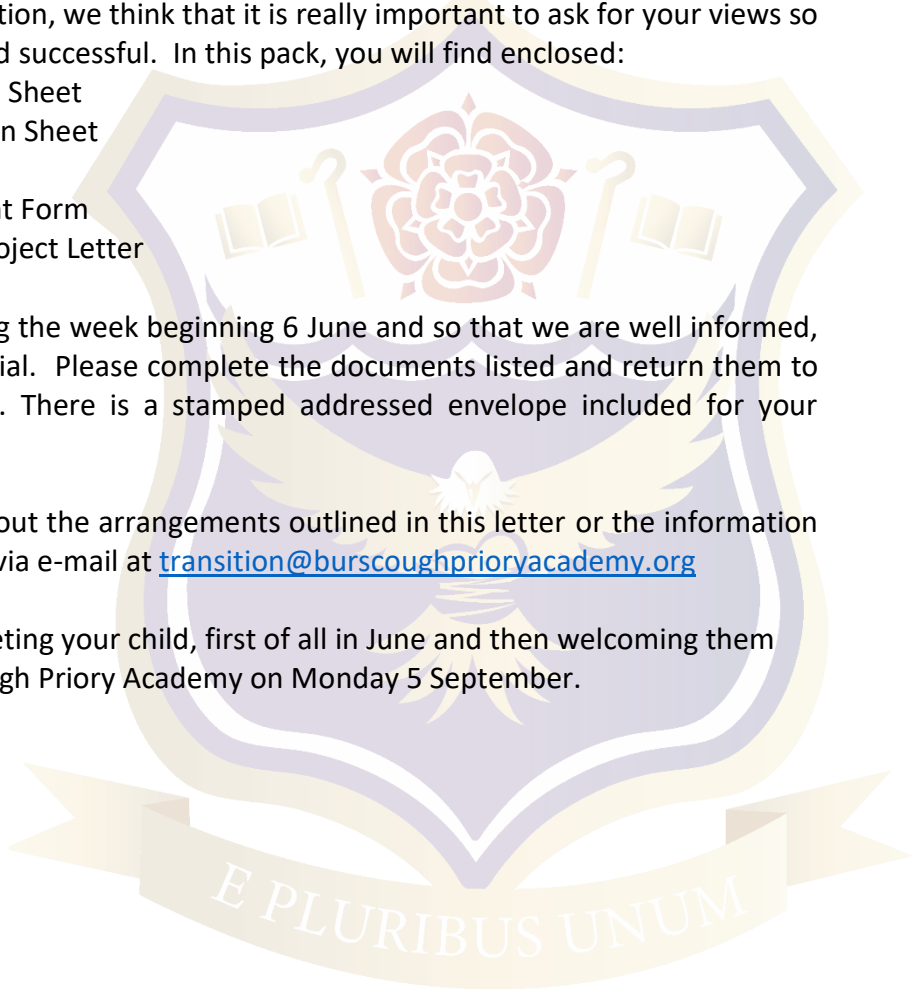 tion, we think that it is really important to ask for your views so
d successful. In this pack, you will find enclosed:
Sheet
n Sheet
t Form
oject Letter
g the week beginning 6 June and so that we are well informed,
ial. Please complete the documents listed and return them to
. There is a stamped addressed envelope included for your
out the arrangements outlined in this letter or the information
via e-mail at transition@burscoughprioryacademy.org
eting your child, first of all in June and then welcoming them
gh Priory Academy on Monday 5 September.
E PLURIBUS UNUM